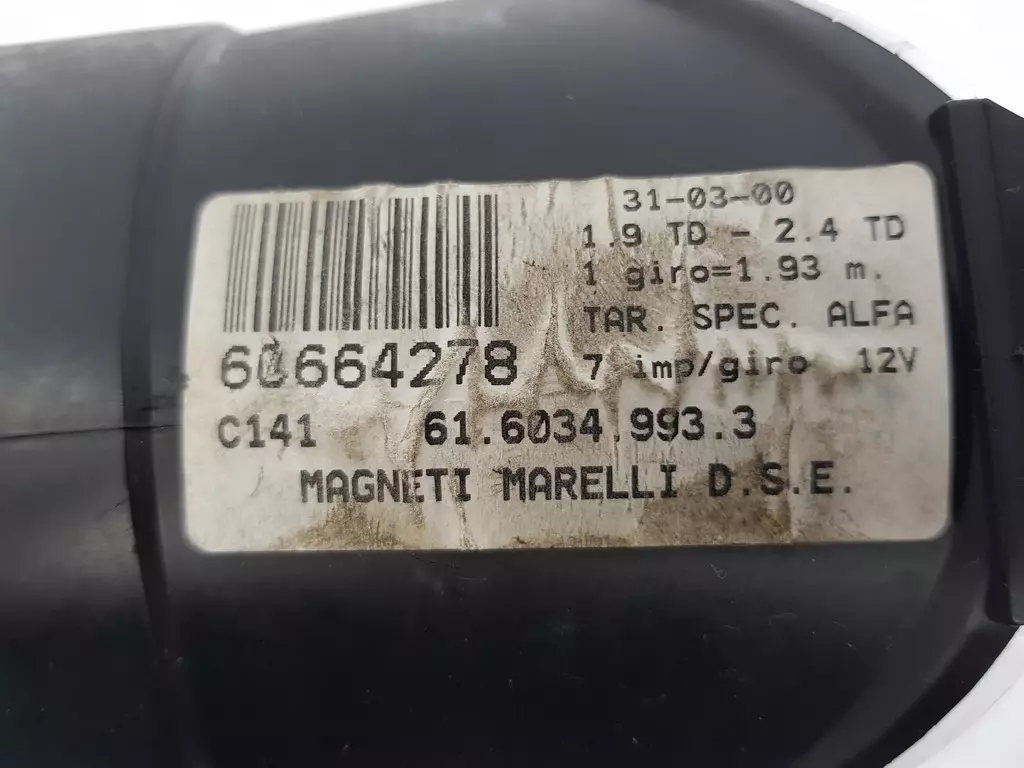 31-03-00
1.9 TD - 2.4 TD
1 giro=1.93 m.
TAR. SPEC. ALFA
60664278
7 imp/giro 12V
C141 61.6034.993.3
MAGNETI MARELLI D.S.E.